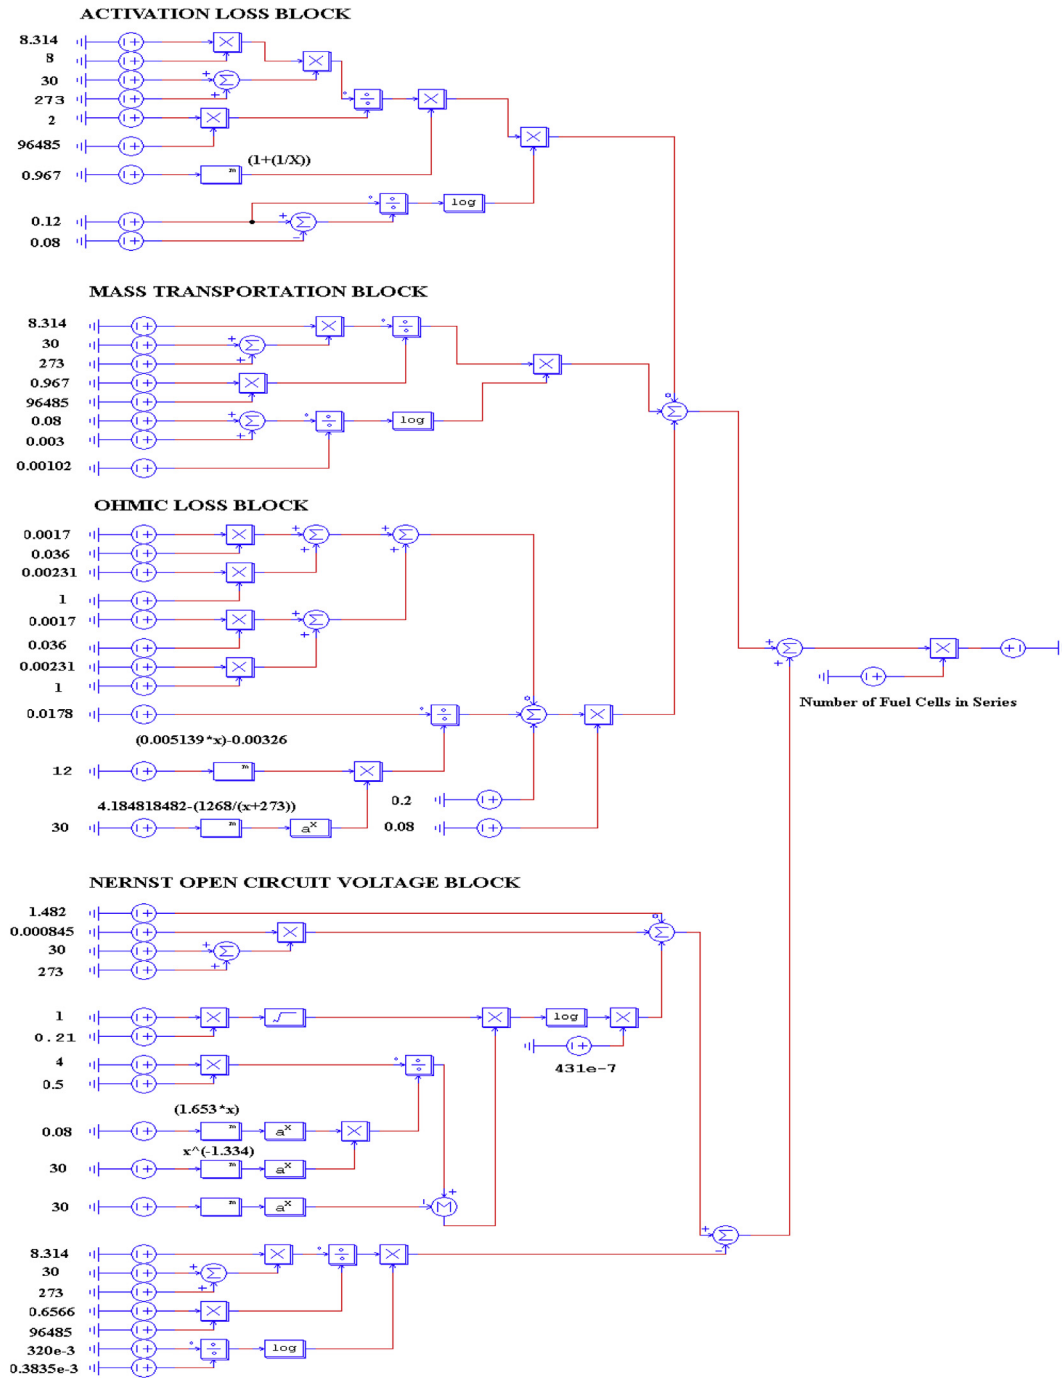 ACTIVATION LOSS BLOCK
8.314
8
30
273
2
96485
(1+(1/X))
0.967
log
0.12
0.08
MASS TRANSPORTATION BLOCK
8.314
30
273
0.967
96485
0.08
log
0.003
0.00102
OHMIC LOSS BLOCK
0.0017
0.036
0.00231
1
0.0017
0.036
0.00231
1
Number of Fuel Cells in Series
0.0178
(0.005139*x)-0.00326
12
0.2
4.184818482-(1268/(x+273))
30
a^x
0.08
NERNST OPEN CIRCUIT VOLTAGE BLOCK
1.482
0.000845
30
273
1
log
0.21
431e-7
4
0.5
(1.653*x)
0.08
a^x
x^(-1.334)
30
a^x
30
a^x
M
8.314
30
273
0.6566
96485
320e-3
log
0.3835e-3